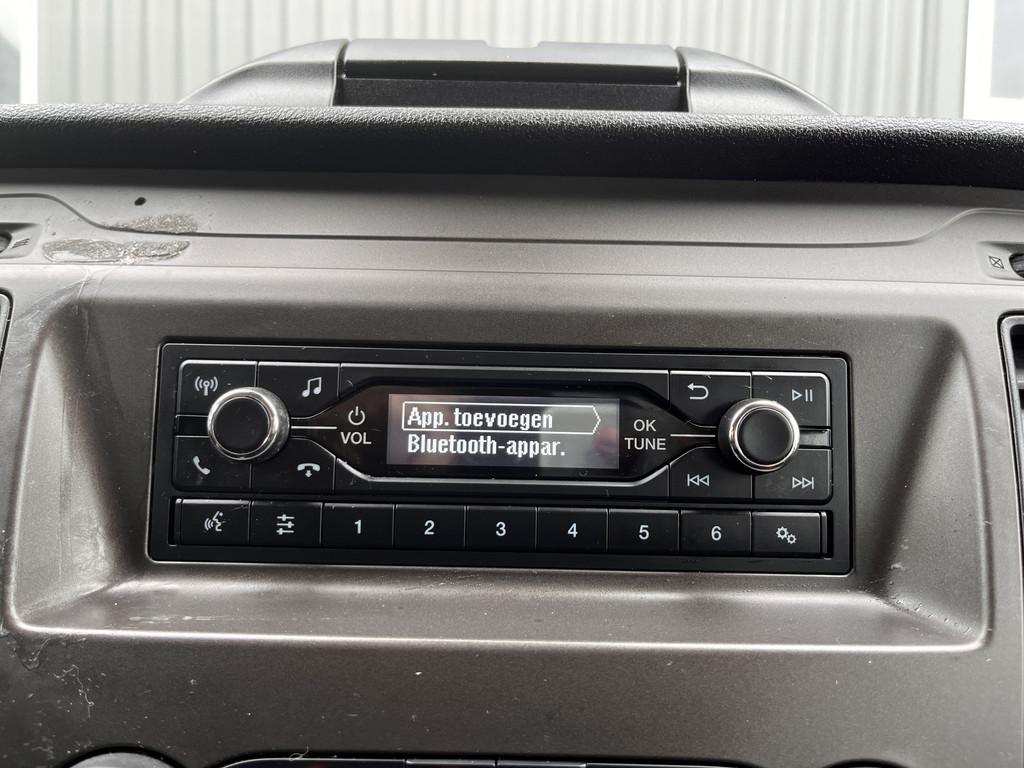 App. toevoegen
Bluetooth-appar.
VOL
OK
TUNE
1 2 3 4 5 6